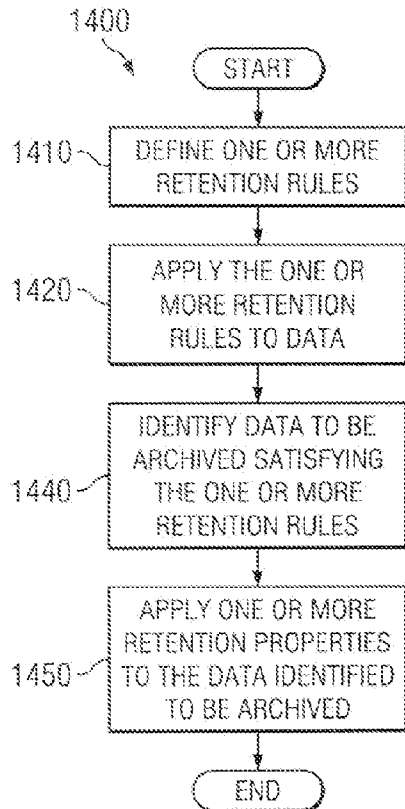 1400
START
1410
DEFINE ONE OR MORE
RETENTION RULES
1420
APPLY THE ONE OR
MORE RETENTION
RULES TO DATA
1440
IDENTIFY DATA TO BE
ARCHIVED SATISFYING
THE ONE OR MORE
RETENTION RULES
1450
APPLY ONE OR MORE
RETENTION PROPERTIES
TO THE DATA IDENTIFIED
TO BE ARCHIVED
END